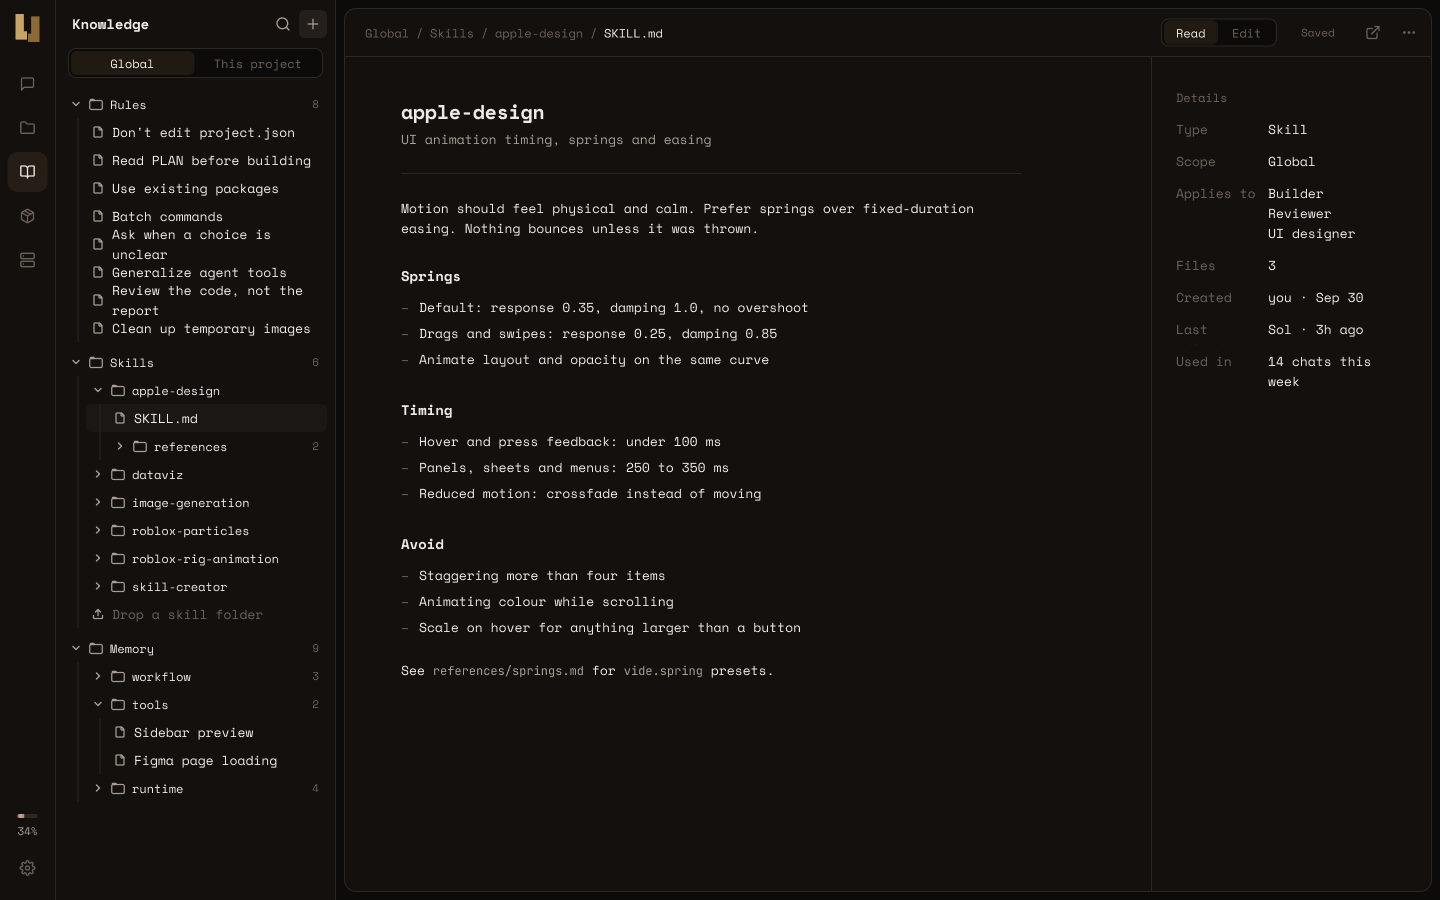 Knowledge
Global
This project
Rules 8
Don't edit project.json
Read PLAN before building
Use existing packages
Batch commands
Ask when a choice is
unclear
Generalize agent tools
Review the code, not the
report
Clean up temporary images
Skills 6
apple-design
SKILL.md
references 2
dataviz
image-generation
roblox-particles
roblox-rig-animation
skill-creator
Drop a skill folder
Memory 9
workflow 3
tools 2
Sidebar preview
Figma page loading
runtime 4
34%
Global / Skills / apple-design / SKILL.md
Read
Edit
Saved
apple-design
UI animation timing, springs and easing
Motion should feel physical and calm. Prefer springs over fixed-duration
easing. Nothing bounces unless it was thrown.
Springs
– Default: response 0.35, damping 1.0, no overshoot
– Drags and swipes: response 0.25, damping 0.85
– Animate layout and opacity on the same curve
Timing
– Hover and press feedback: under 100 ms
– Panels, sheets and menus: 250 to 350 ms
– Reduced motion: crossfade instead of moving
Avoid
– Staggering more than four items
– Animating colour while scrolling
– Scale on hover for anything larger than a button
See references/springs.md for vide.spring presets.
Details
Type Skill
Scope Global
Applies to Builder
Reviewer
UI designer
Files 3
Created you · Sep 30
Last Sol · 3h ago
Used in 14 chats this
week